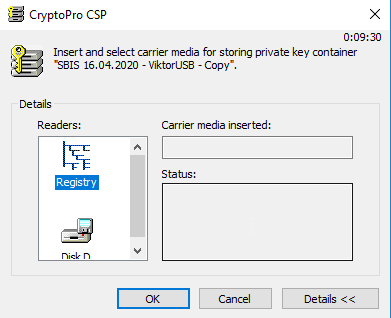 CryptoPro CSP
0:09:30
Insert and select carrier media for storing private key container
"SBIS 16.04.2020 - ViktorUSB - Copy".
Details
Readers:
Carrier media inserted:
Registry
Status:
Disk D
OK
Cancel
Details <<